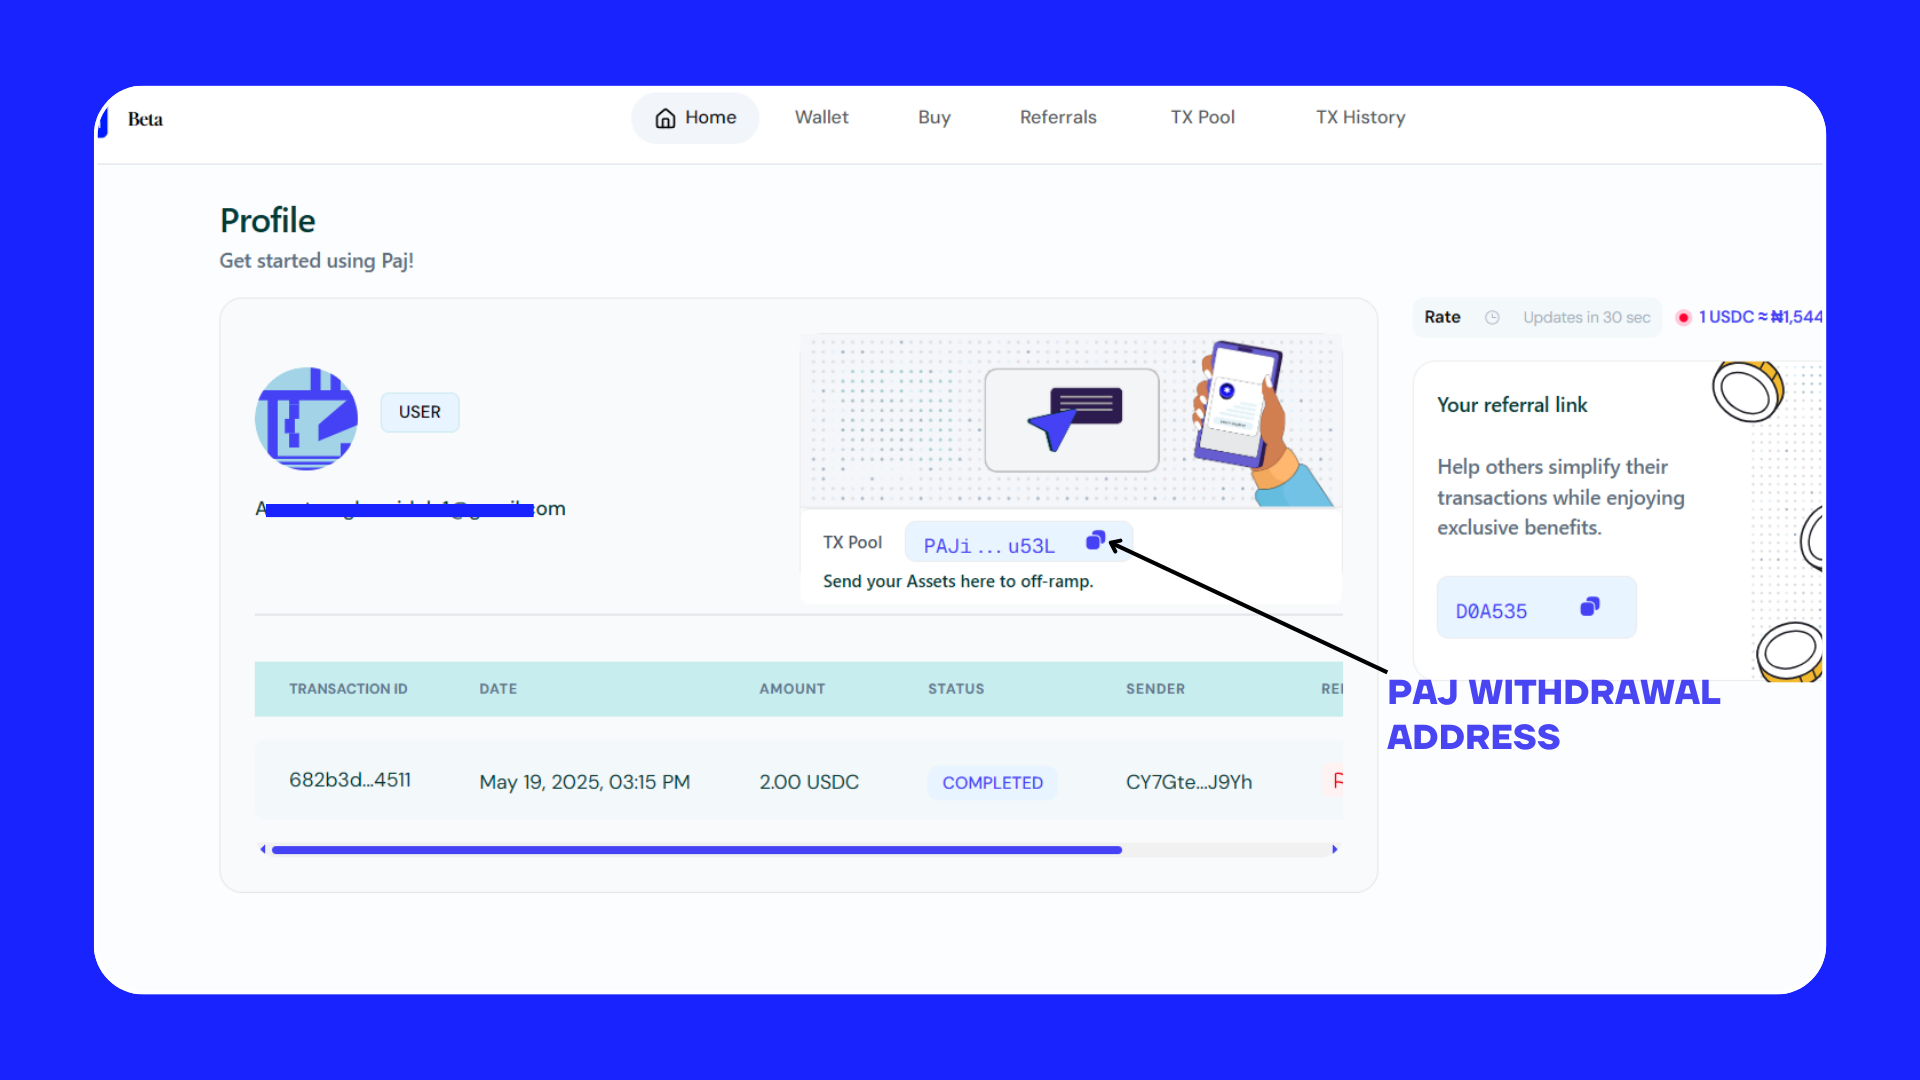 Beta
Home
Wallet
Buy
Referrals
TX Pool
TX History
Profile
Get started using Paj!
USER
TX Pool
PAJi...u53L
Send your Assets here to off-ramp.
TRANSACTION ID
DATE
AMOUNT
STATUS
SENDER
682b3d...4511
May 19, 2025, 03:15 PM
2.00 USDC
COMPLETED
CY7Gte...J9Yh
Rate
Updates in 30 sec
1 USDC ≈ ₦1,544
Your referral link
Help others simplify their
transactions while enjoying
exclusive benefits.
D0A535
PAJ WITHDRAWAL
ADDRESS